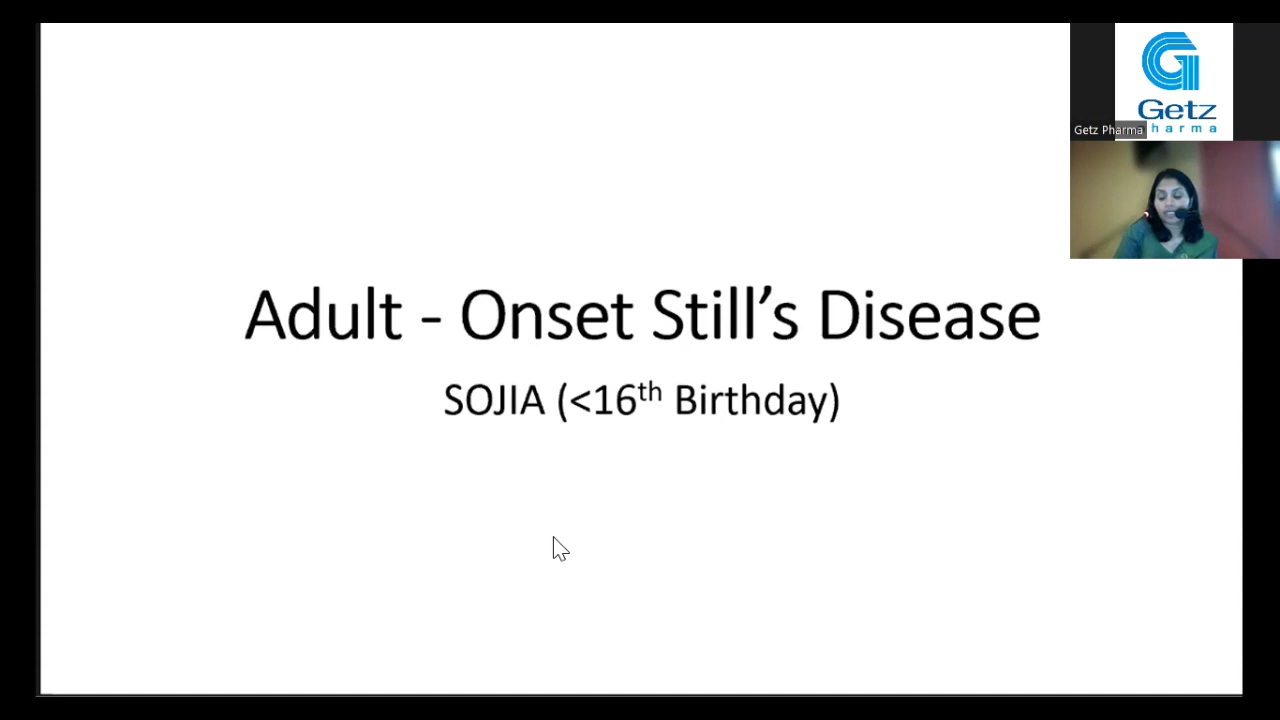 Adult - Onset Still’s Disease
SOJIA (<16th Birthday)
Getz
harma
Getz Pharma